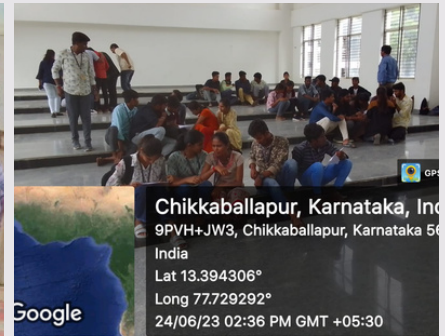 GPS
Chikkaballapur, Karnataka, Ind
9PVH+JW3, Chikkaballapur, Karnataka 56
India
Lat 13.394306°
Long 77.729292°
24/06/23 02:36 PM GMT +05:30
Google